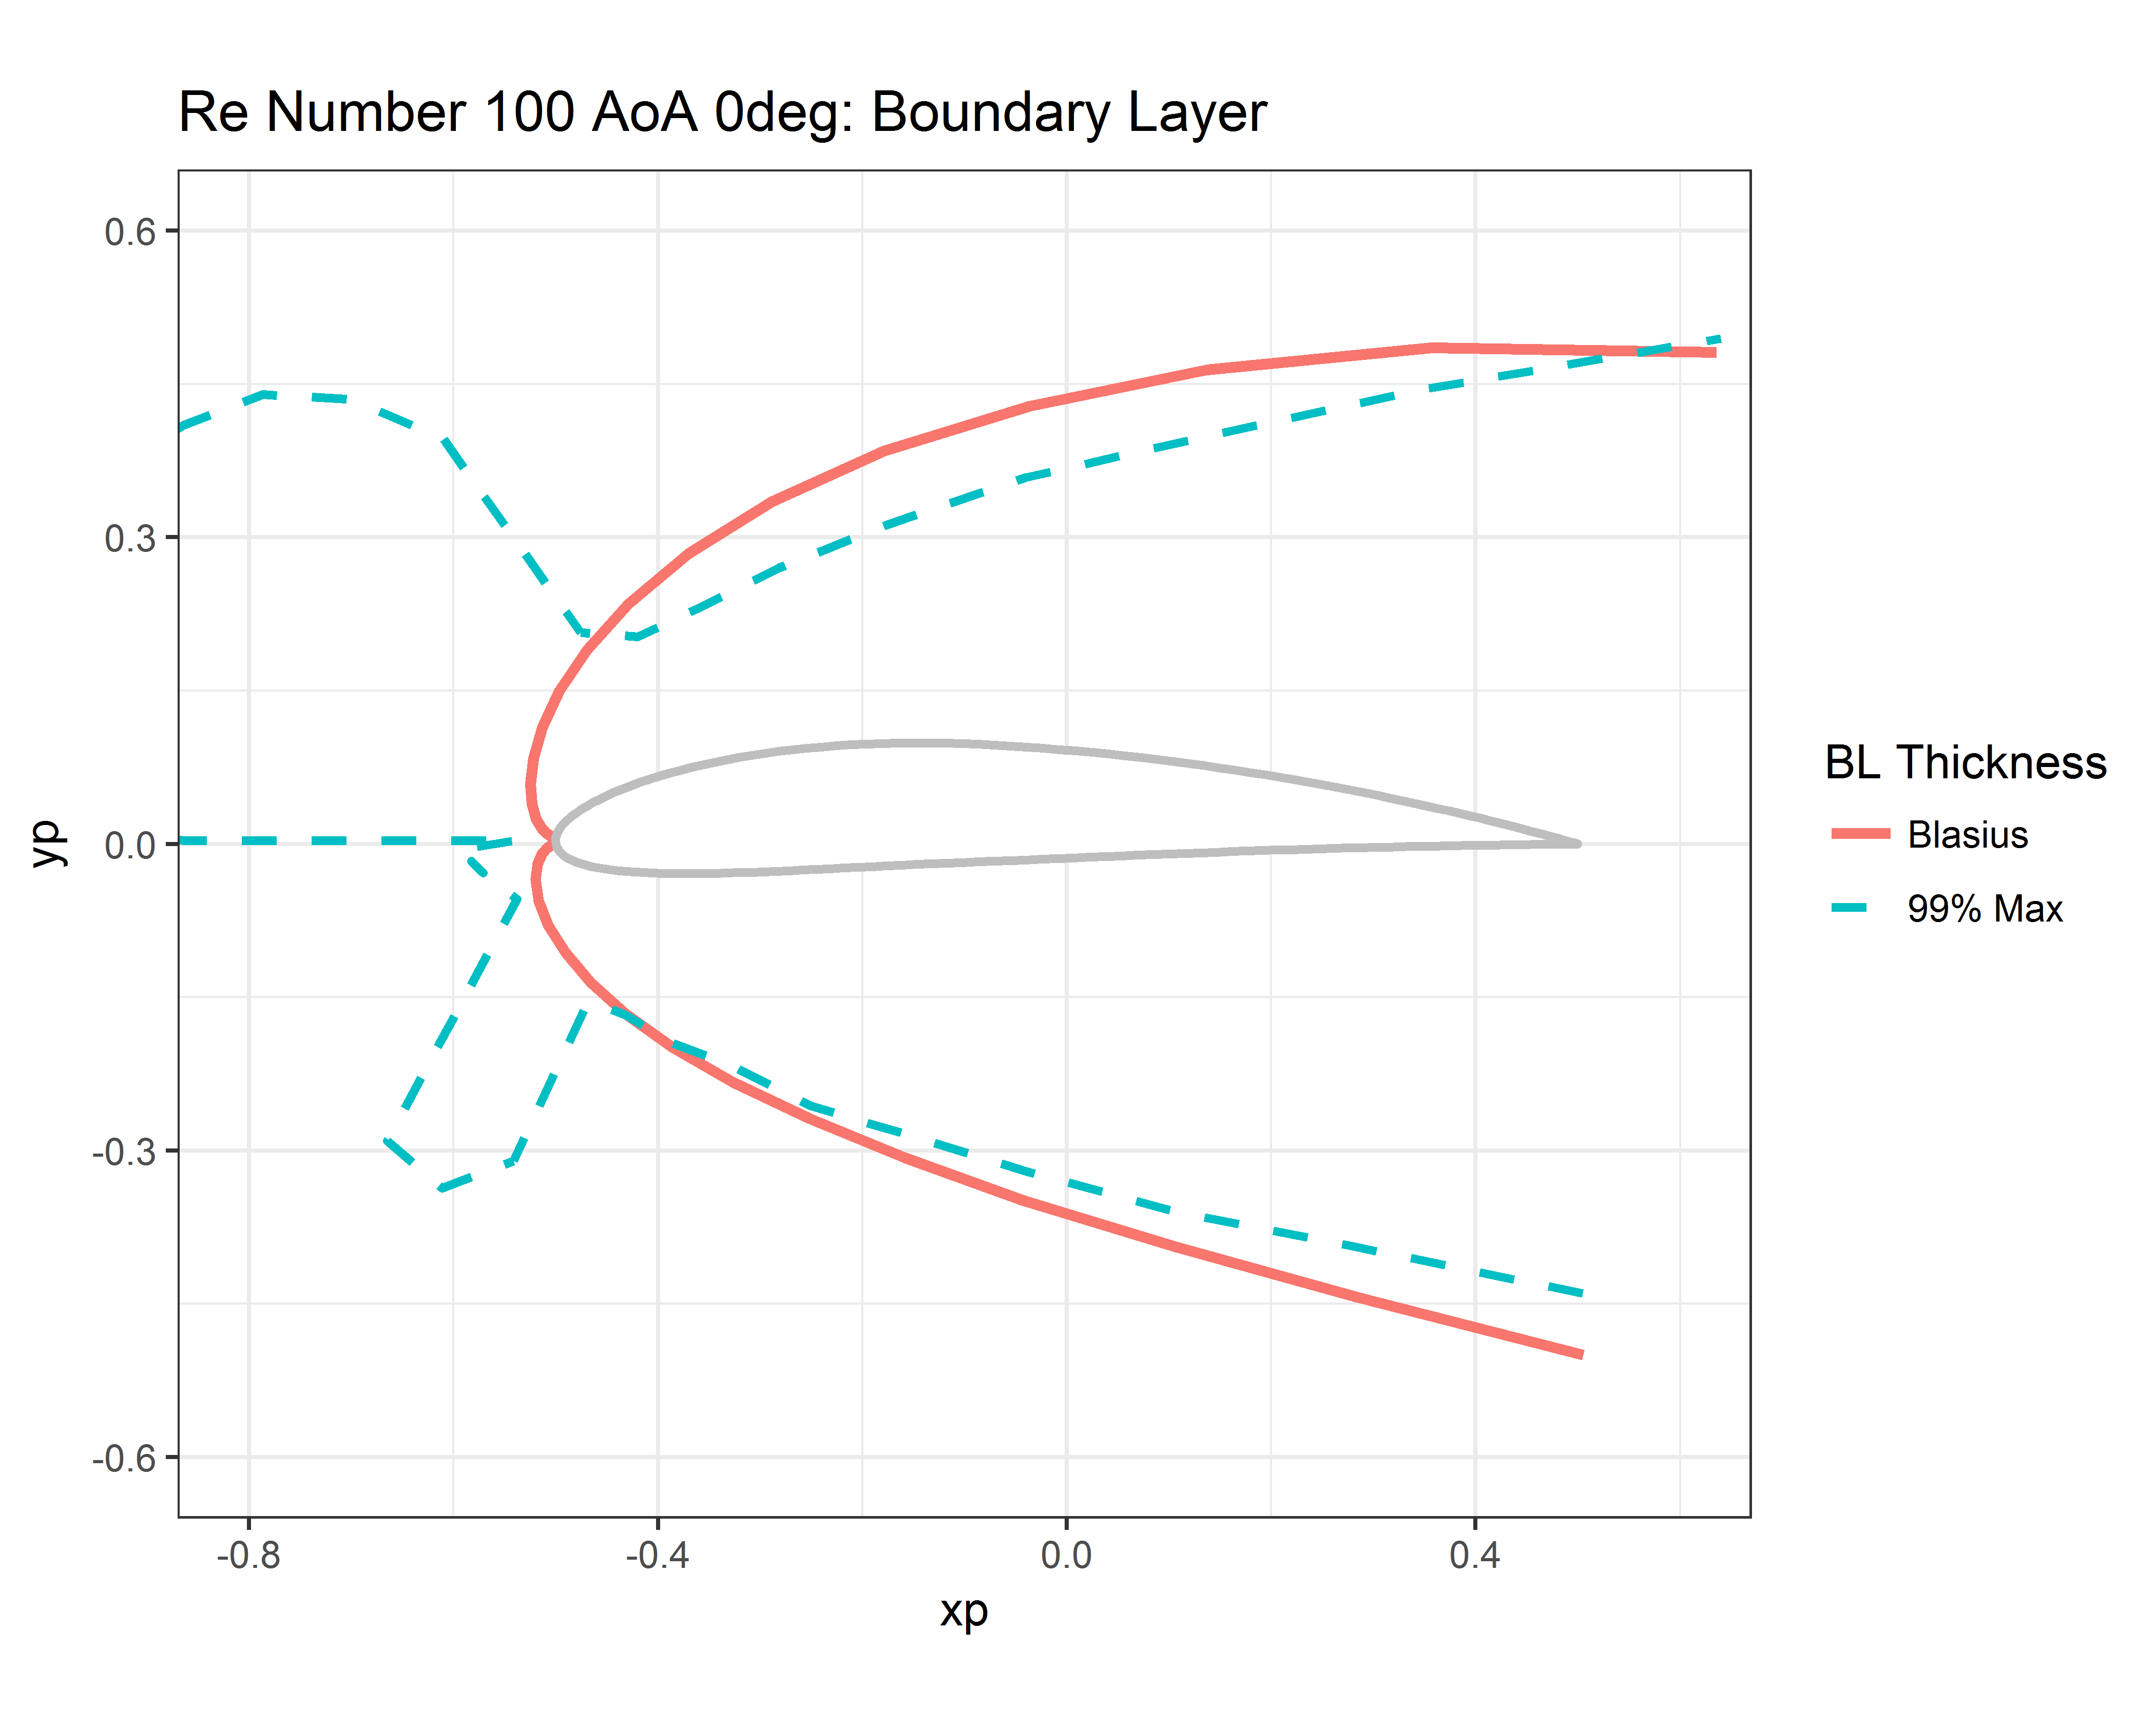 Re Number 100 AoA 0deg: Boundary Layer
0.6
0.3
0.0
-0.3
-0.6
yp
-0.8
-0.4
0.0
0.4
xp
BL Thickness
Blasius
99% Max